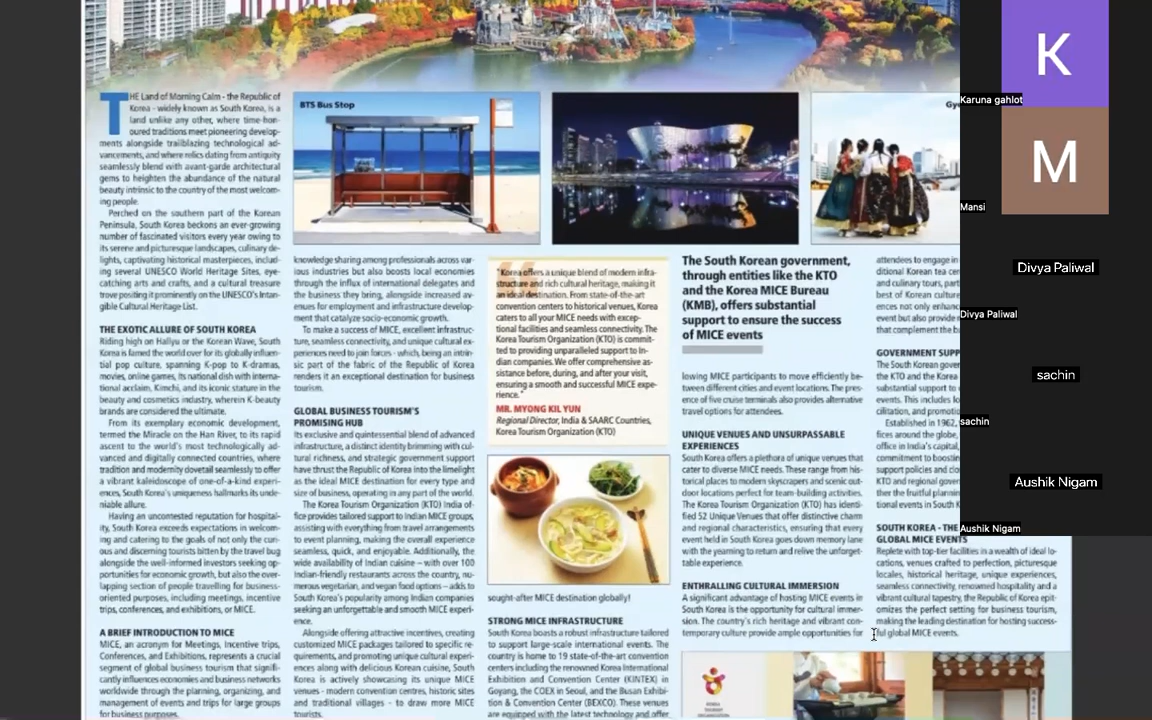 THE Land of Morning Calm - the Republic of
Korea - widely known as South Korea, is a
land unlike any other, where time-hon-
oured traditions meet pioneering develop-
ments alongside trailblazing technological ad-
vancements, and where relics dating from antiquity
seamlessly blend with avant-garde architectural
gems to heighten the abundance of the natural
beauty intrinsic to the country of the most welcom-
ing people.
Perched on the southern part of the Korean
Peninsula, South Korea beckons an ever-growing
number of fascinated visitors every year owing to
its serene and picturesque landscapes, culinary de-
lights, captivating historical masterpieces, includ-
ing several UNESCO World Heritage Sites, eye-
catching arts and crafts, and a cultural treasure
trove positing it prominently on the UNESCO's Intan-
gible Cultural Heritage List.
THE EXOTIC ALLURE OF SOUTH KOREA
Riding high on Hallyu or the Korean Wave, South
Korea is famed the world over for its globally influen-
tial pop culture, spanning K-pop to K-dramas,
movies, online games, its national dish with interna-
tional acclaim, Kimchi, and its iconic stature in the
beauty and cosmetics industry, wherein K-beauty
brands are considered the ultimate.
From its exemplary economic development,
termed the Miracle on the Han River, to its rapid
ascent to the world's most technologically ad-
vanced and digitally connected countries, where
tradition and modernity dovetail seamlessly to offer
a vibrant kaleidoscope of one-of-a-kind experi-
ences, South Korea's uniqueness hallmarks its unde-
niable allure.
Having an uncontested reputation for hospital-
ity, South Korea exceeds expectations in welcom-
ing and catering to the goals of not only the curi-
ous and discerning tourists bitten by the travel bug
alongside the well-informed investors seeking op-
portunities for economic growth, but also the over-
lapping section of people travelling for business-
oriented purposes, including meetings, incentive
trips, conferences, and exhibitions, or MICE.
A BRIEF INTRODUCTION TO MICE
MICE, an acronym for Meetings, Incentive trips,
Conferences, and Exhibitions, represents a crucial
segment of global business tourism that signifi-
cantly influences economies and business networks
worldwide through the planning, organizing, and
management of events and trips for large groups
for business purposes.
BTS Bus Stop
knowledge sharing among professionals across var-
ious industries but also boosts local economies
through the influx of international delegates and
the business they bring, alongside increased av-
enues for employment and infrastructure develop-
ment that catalyze socio-economic growth.
To make a success of MICE, excellent infrastruc-
ture, seamless connectivity, and unique cultural ex-
periences need to join forces - which, being an intrin-
sic part of the fabric of the Republic of Korea
renders it an exceptional destination for business
tourism.
GLOBAL BUSINESS TOURISM'S
PROMISING HUB
Its exclusive and quintessential blend of advanced
infrastructure, a distinct identity brimming with cul-
tural richness, and strategic government support
have thrust the Republic of Korea into the limelight
as the ideal MICE destination for every type and
size of business, operating in any part of the world.
The Korea Tourism Organization (KTO) India of-
fice provides tailored support to Indian MICE groups,
assisting with everything from travel arrangements
to event planning, making the overall experience
seamless, quick, and enjoyable. Additionally, the
wide availability of Indian cuisine – with over 100
Indian-friendly restaurants across the country, nu-
merous vegetarian, and vegan food options – adds to
South Korea's popularity among Indian companies
seeking an unforgettable and smooth MICE experi-
ence.
Alongside offering attractive incentives, creating
customized MICE packages tailored to specific re-
quirements, and promoting unique cultural experi-
ences along with delicious Korean cuisine, South
Korea is actively showcasing its unique MICE
venues - modern convention centres, historic sites
and traditional villages - to draw more MICE
tourists.
"Korea offers a unique blend of modern infra-
structure and rich cultural heritage, making it
an ideal destination. From state-of-the-art
convention centers to historical venues, Korea
caters to all your MICE needs with excep-
tional facilities and seamless connectivity. The
Korea Tourism Organization (KTO) is commit-
ted to providing unparalleled support to In-
dian companies. We offer comprehensive as-
sistance before, during, and after your visit,
ensuring a smooth and successful MICE expe-
rience."
MR. MYONG KIL YUN
Regional Director, India & SAARC Countries,
Korea Tourism Organization (KTO)
sought-after MICE destination globally!
STRONG MICE INFRASTRUCTURE
South Korea boasts a robust infrastructure tailored
to support large-scale international events. The
country is home to 19 state-of-the-art convention
centers including the renowned Korea International
Exhibition and Convention Center (KINTEX) in
Goyang, the COEX in Seoul, and the Busan Exhibi-
tion & Convention Center (BEXCO). These venues
are equipped with the latest technology and offer
The South Korean government,
through entities like the KTO
and the Korea MICE Bureau
(KMB), offers substantial
support to ensure the success
of MICE events
lowing MICE participants to move efficiently be-
tween different cities and event locations. The pres-
ence of five cruise terminals also provides alternative
travel options for attendees.
UNIQUE VENUES AND UNSURPASSABLE
EXPERIENCES
South Korea offers a plethora of unique venues that
cater to diverse MICE needs. These range from his-
torical places to modern skyscrapers and scenic out-
door locations perfect for team-building activities.
The Korea Tourism Organization (KTO) has identi-
fied 52 Unique Venues that offer distinctive charm
and regional characteristics, ensuring that every
event held in South Korea goes down memory lane
with the yearning to return and relive the unforget-
table experience.
ENTHRALLING CULTURAL IMMERSION
A significant advantage of hosting MICE events in
South Korea is the opportunity for cultural immer-
sion. The country's rich heritage and vibrant con-
temporary culture provide ample opportunities for
Gy
attendees to engage in
ditional Korean tea cer
and culinary tours, part
best of Korean culture
ences not only enhance
event but also provide
that complement the b
GOVERNMENT SUPP
The South Korean gover
the KTO and the Korea
substantial support to
events. This includes lo
cilitation, and promotio
Established in 1962,
fices around the globe,
office in India's capital,
commitment to boostin
support policies and clo
KTO and regional gover
ther the fruitful planning
tional events in South K
SOUTH KOREA - THE
GLOBAL MICE EVENTS
Replete with top-tier facilities in a wealth of ideal lo-
cations, venues crafted to perfection, picturesque
locales, historical heritage, unique experiences,
seamless connectivity, renowned hospitality and a
vibrant cultural tapestry, the Republic of Korea epit-
omizes the perfect setting for business tourism,
making the leading destination for hosting success-
ful global MICE events.
K
Karuna gahlot
M
Mansi
Divya Paliwal
Divya Paliwal
sachin
sachin
Aushik Nigam
Aushik Nigam